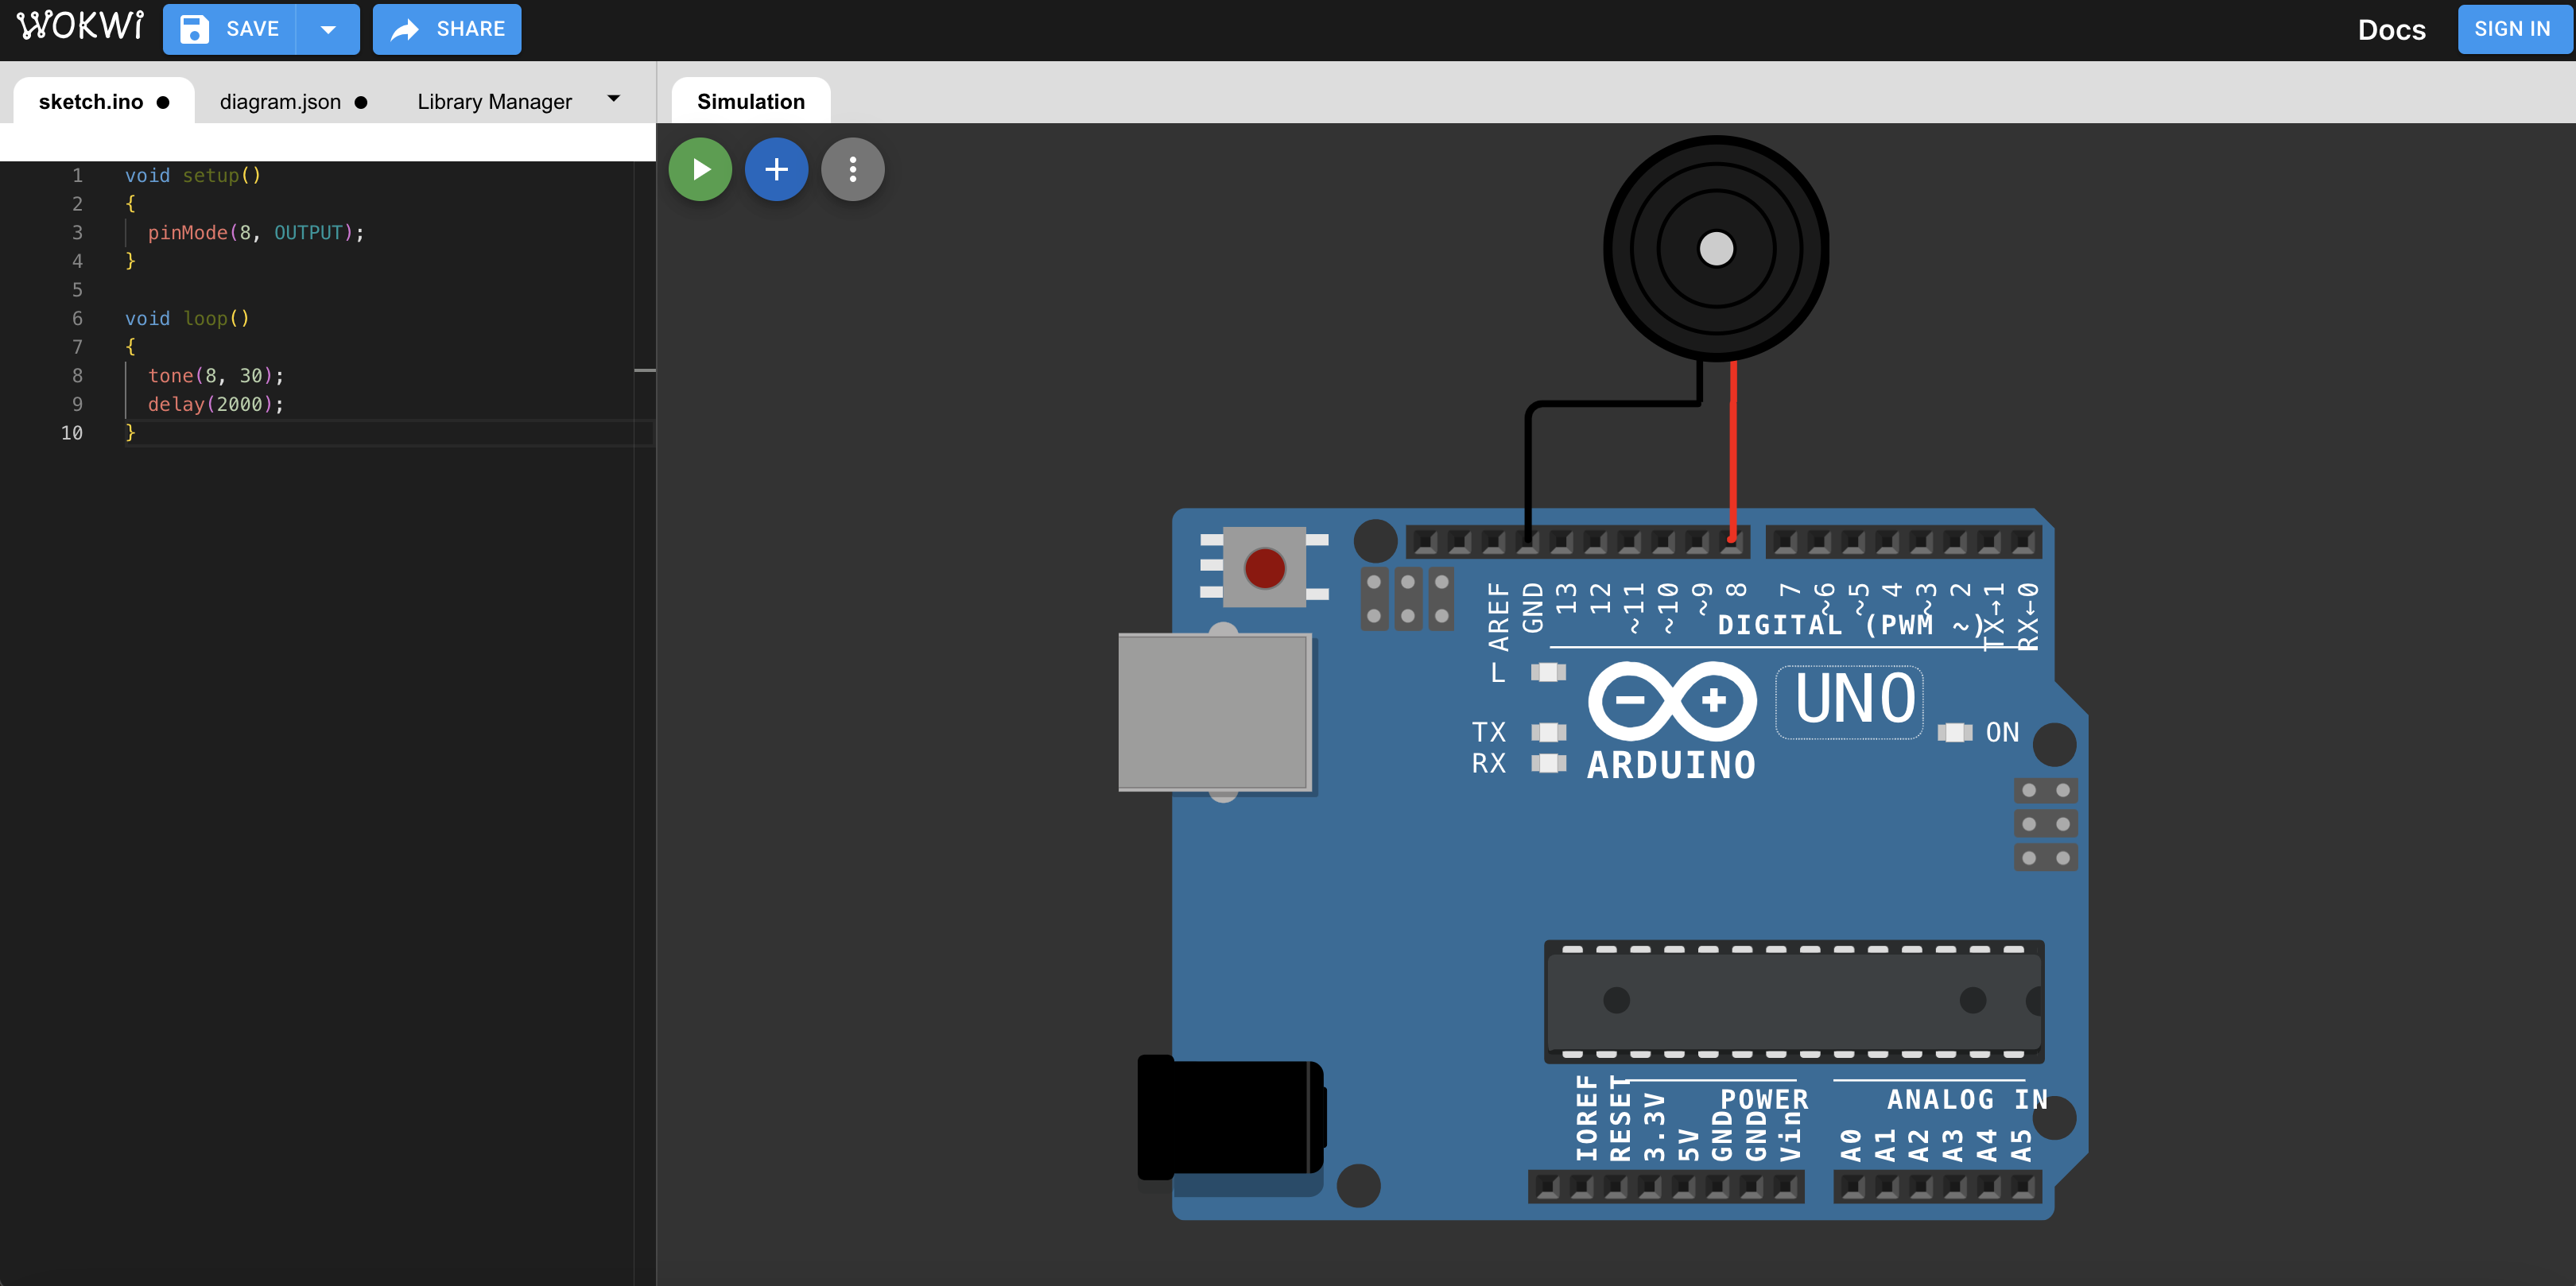 WOKWi
SAVE
SHARE
Docs
SIGN IN
sketch.ino
diagram.json
Library Manager
Simulation
1 void setup()
2 {
3 pinMode(8, OUTPUT);
4 }
5
6 void loop()
7 {
8 tone(8, 30);
9 delay(2000);
10 }
AREF
GND
13
12
~11
~10
~9
8
7
~6
~5
4
~3
2
TX→1
RX←0
DIGITAL (PWM ~)
L
TX
RX
ARDUINO
UNO
ON
IOREF
RESET
3.3V
5V
GND
GND
Vin
POWER
ANALOG IN
A0
A1
A2
A3
A4
A5